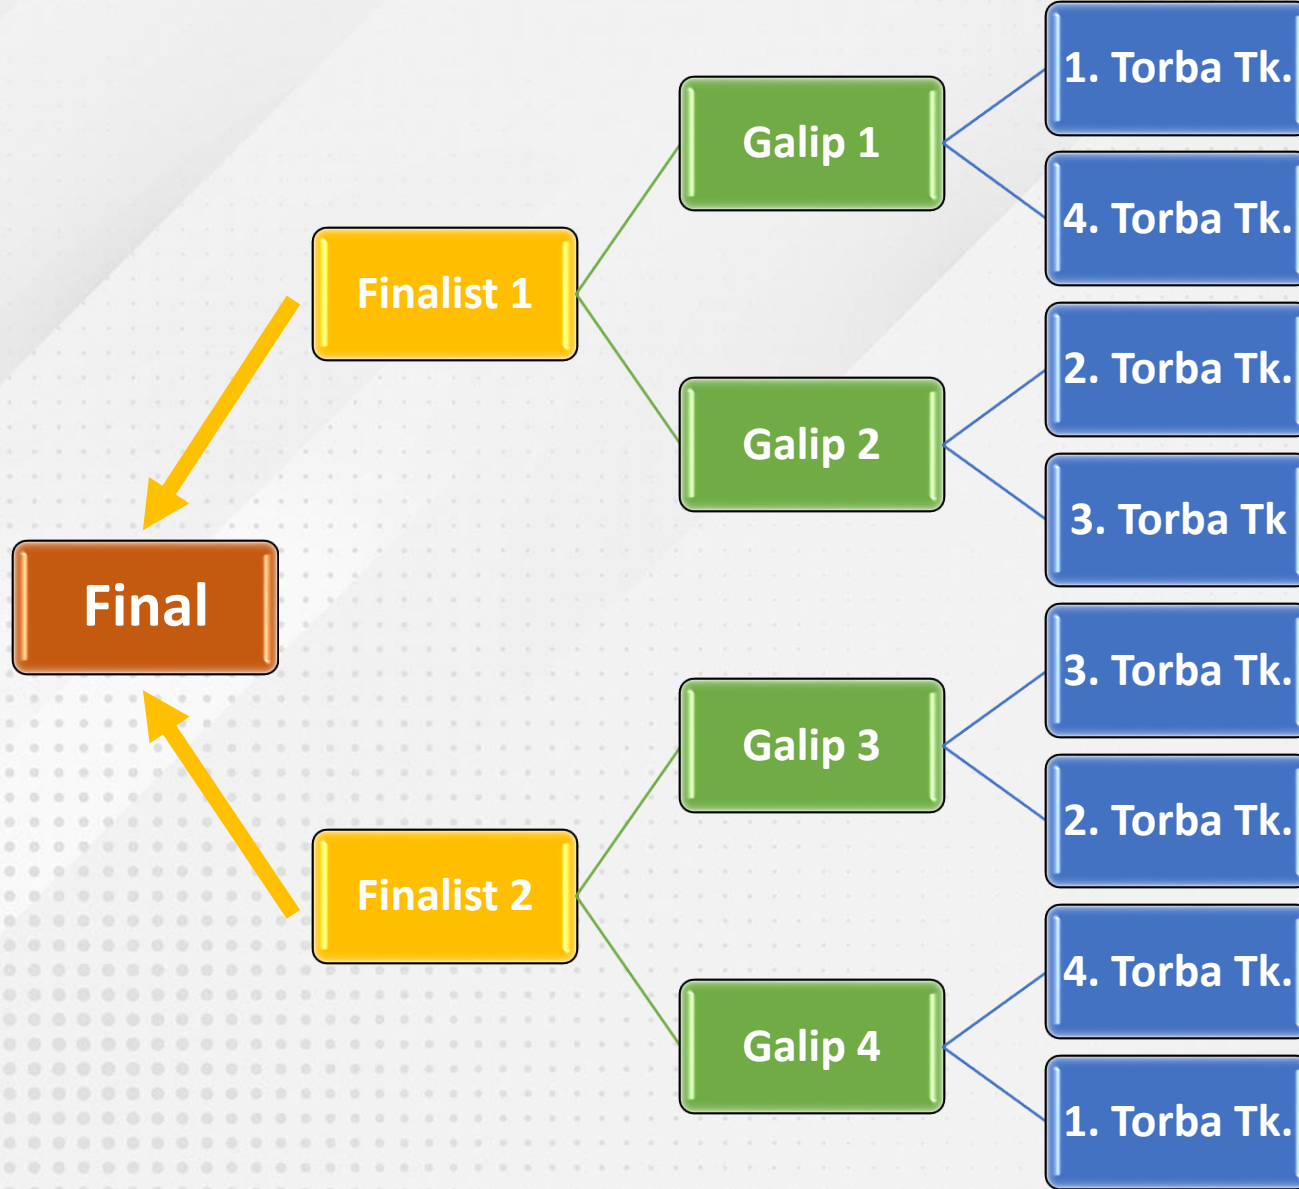 1. Torba Tk.
Galip 1
4. Torba Tk.
Finalist 1
2. Torba Tk.
Galip 2
3. Torba Tk
Final
3. Torba Tk.
Galip 3
2. Torba Tk.
Finalist 2
4. Torba Tk.
Galip 4
1. Torba Tk.